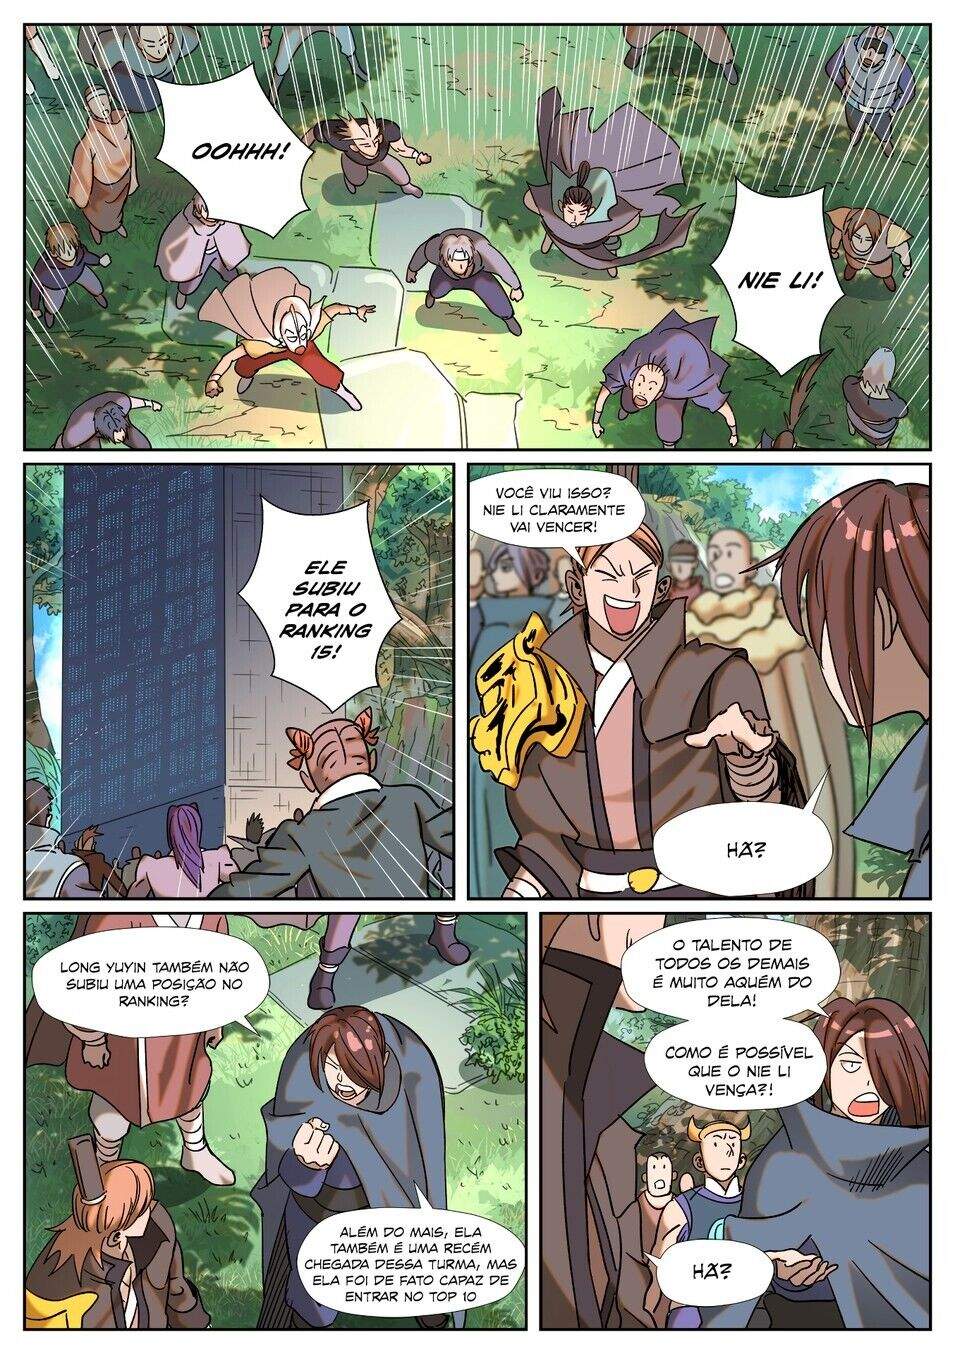 OOHHH!
NIE LI!
ELE
SUBIU
PARA O
RANKING
15!
VOCÊ VIU ISSO?
NIE LI CLARAMENTE
VAI VENCER!
HÃ?
LONG YUYIN TAMBÉM NÃO
SUBIU UMA POSIÇÃO NO
RANKING?
ALÉM DO MAIS, ELA
TAMBÉM É UMA RECÉM
CHEGADA DESSA TURMA, MAS
ELA FOI DE FATO CAPAZ DE
ENTRAR NO TOP 10
O TALENTO DE
TODOS OS DEMAIS
É MUITO AQUÉM DO
DELA!
COMO É POSSÍVEL
QUE O NIE LI
VENÇA?!
HÃ?